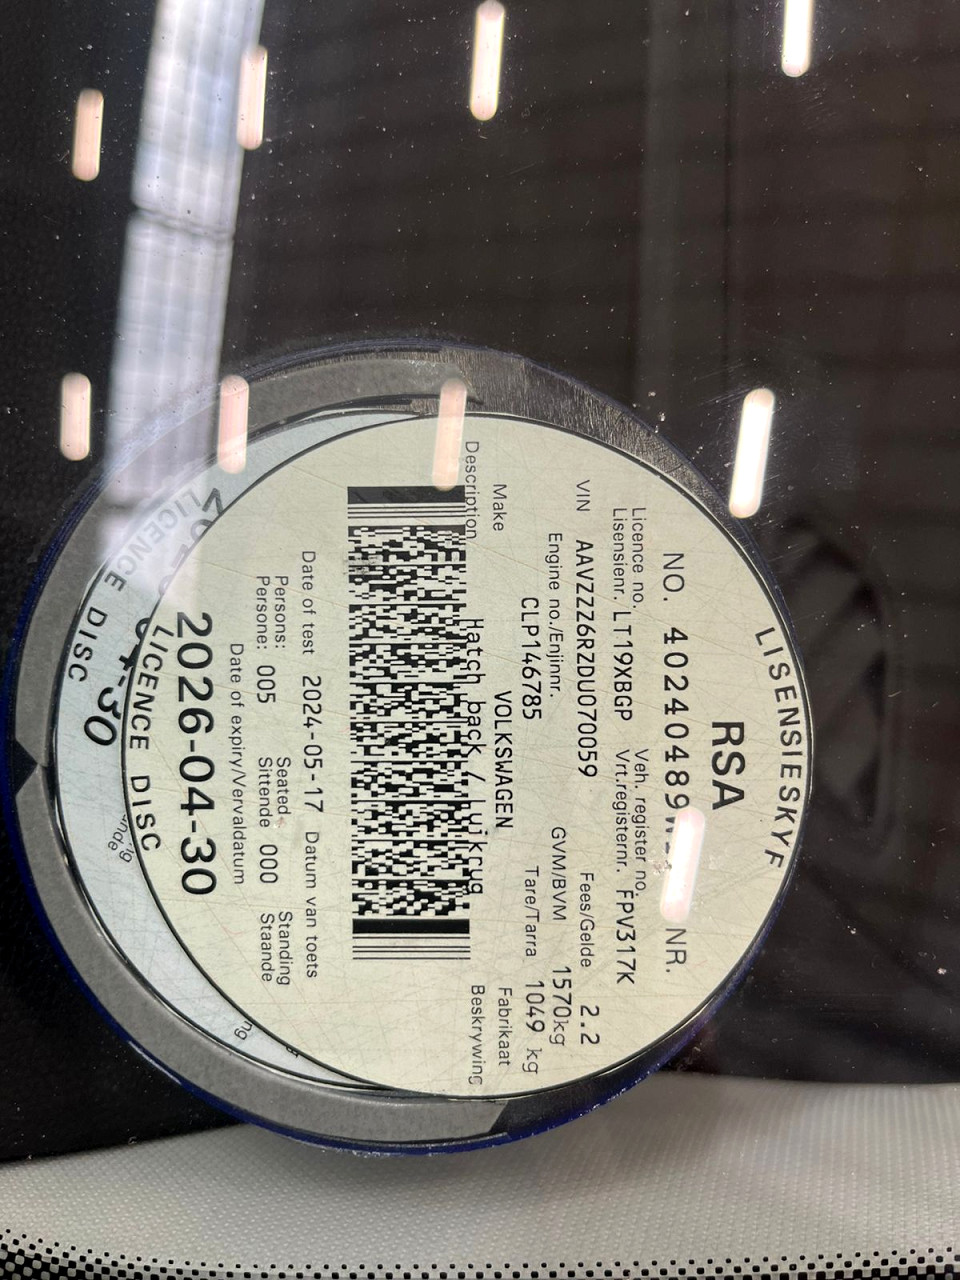 LISENSIESKYF
RSA
NO. 40240489 NR.
Licence no. Veh. register no.
Lisensienr. LT19XBGP Vrt.registernr. FPV317K
VIN AAVZZZ6RZDU070059 Fees/Gelde 2.2
Engine no./Enjinnr. GVM/BVM 1570kg
CLP146785 Tare/Tarra 1049 kg
Make VOLKSWAGEN Fabrikaat
Description Hatch back / Luikrug Beskrywing
Date of test 2024-05-17 Datum van toets
Persons: Seated Standing
Persone: 005 Sittende 000 Staande
Date of expiry/Vervaldatum
2026-04-30
LICENCE DISC
30
LICENCE DISC